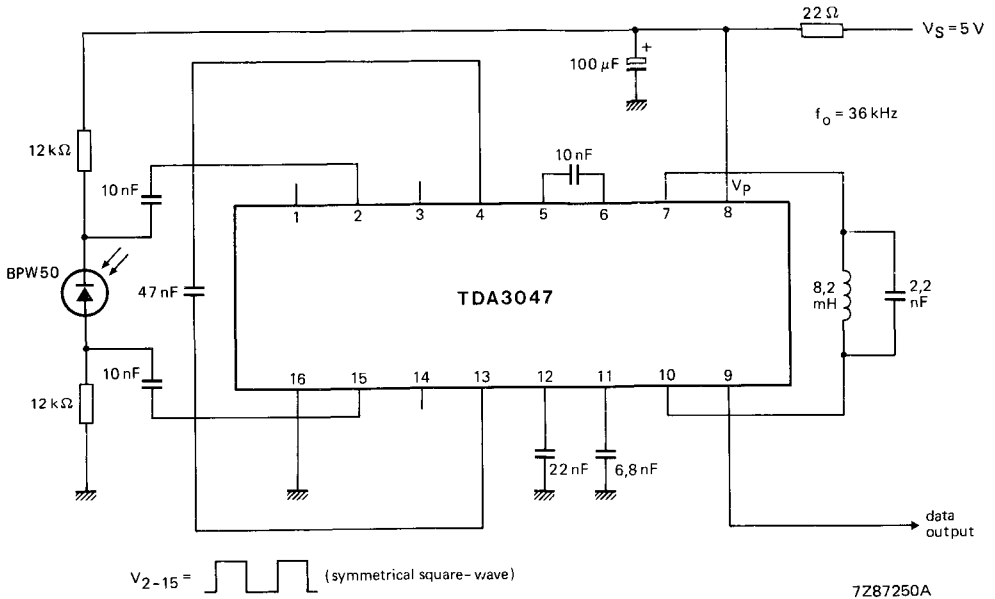 22 Ω
V_S = 5 V
+
100 μF
f_o = 36 kHz
12 kΩ
10 nF
10 nF
V_P
1 2 3 4 5 6 7 8
BPW50
47 nF
TDA3047
8,2 mH
2,2 nF
10 nF
16 15 14 13 12 11 10 9
12 kΩ
22 nF
6,8 nF
data
output
V_2-15 = (symmetrical square-wave)
7Z87250A